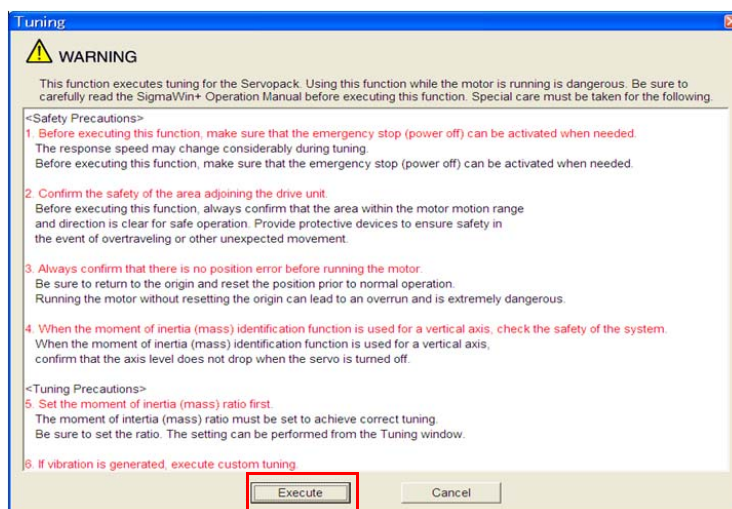 Tuning
WARNING
This function executes tuning for the Servopack. Using this function while the motor is running is dangerous. Be sure to
carefully read the SigmaWin+ Operation Manual before executing this function. Special care must be taken for the following.
<Safety Precautions>
1. Before executing this function, make sure that the emergency stop (power off) can be activated when needed.
The response speed may change considerably during tuning.
Before executing this function, make sure that the emergency stop (power off) can be activated when needed.
2. Confirm the safety of the area adjoining the drive unit.
Before executing this function, always confirm that the area within the motor motion range
and direction is clear for safe operation. Provide protective devices to ensure safety in
the event of overtraveling or other unexpected movement.
3. Always confirm that there is no position error before running the motor.
Be sure to return to the origin and reset the position prior to normal operation.
Running the motor without resetting the origin can lead to an overrun and is extremely dangerous.
4. When the moment of inertia (mass) identification function is used for a vertical axis, check the safety of the system.
When the moment of inertia (mass) identification function is used for a vertical axis,
confirm that the axis level does not drop when the servo is turned off.
<Tuning Precautions>
5. Set the moment of inertia (mass) ratio first.
The moment of intertia (mass) ratio must be set to achieve correct tuning.
Be sure to set the ratio. The setting can be performed from the Tuning window.
6. If vibration is generated, execute custom tuning.
Execute
Cancel